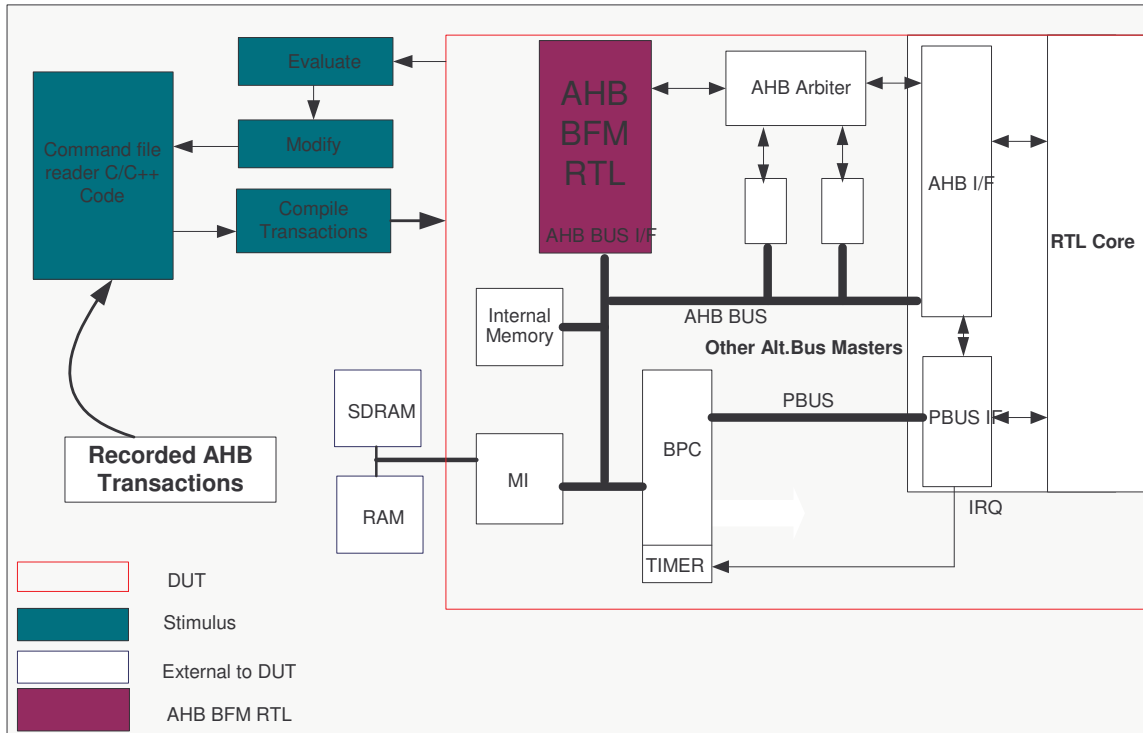 Evaluate
Modify
Command file
reader C/C++
Code
Compile
Transactions
Recorded AHB
Transactions
AHB
BFM
RTL
AHB BUS I/F
AHB Arbiter
AHB I/F
RTL Core
AHB BUS
Other Alt.Bus Masters
Internal
Memory
SDRAM
RAM
MI
BPC
TIMER
PBUS
PBUS IF
IRQ
DUT
Stimulus
External to DUT
AHB BFM RTL